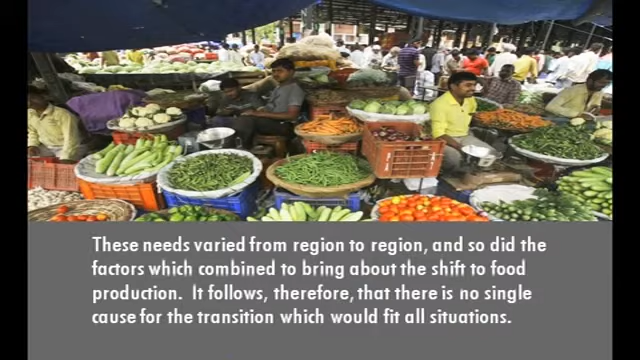 These needs varied from region to region, and so did the
factors which combined to bring about the shift to food
production. It follows, therefore, that there is no single
cause for the transition which would fit all situations.